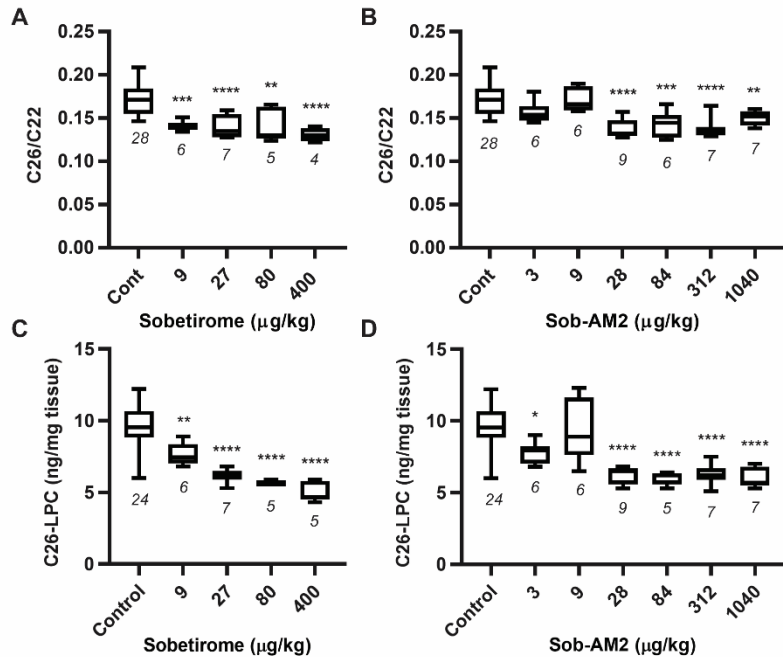 A
C26/C22
0.25
0.20
0.15
0.10
0.05
0.00
*** **** ** ****
28 6 7 5 4
Cont 9 27 80 400
Sobetirome (μg/kg)
B
C26/C22
0.25
0.20
0.15
0.10
0.05
0.00
**** *** **** **
28 6 6 9 6 7 7
Cont 3 9 28 84 312 1040
Sob-AM2 (μg/kg)
C
C26-LPC (ng/mg tissue)
15
10
5
0
** **** **** ****
24 6 7 5 5
Control 9 27 80 400
Sobetirome (μg/kg)
D
C26-LPC (ng/mg tissue)
15
10
5
0
* **** **** **** ****
24 6 6 9 5 7 7
Control 3 9 28 84 312 1040
Sob-AM2 (μg/kg)